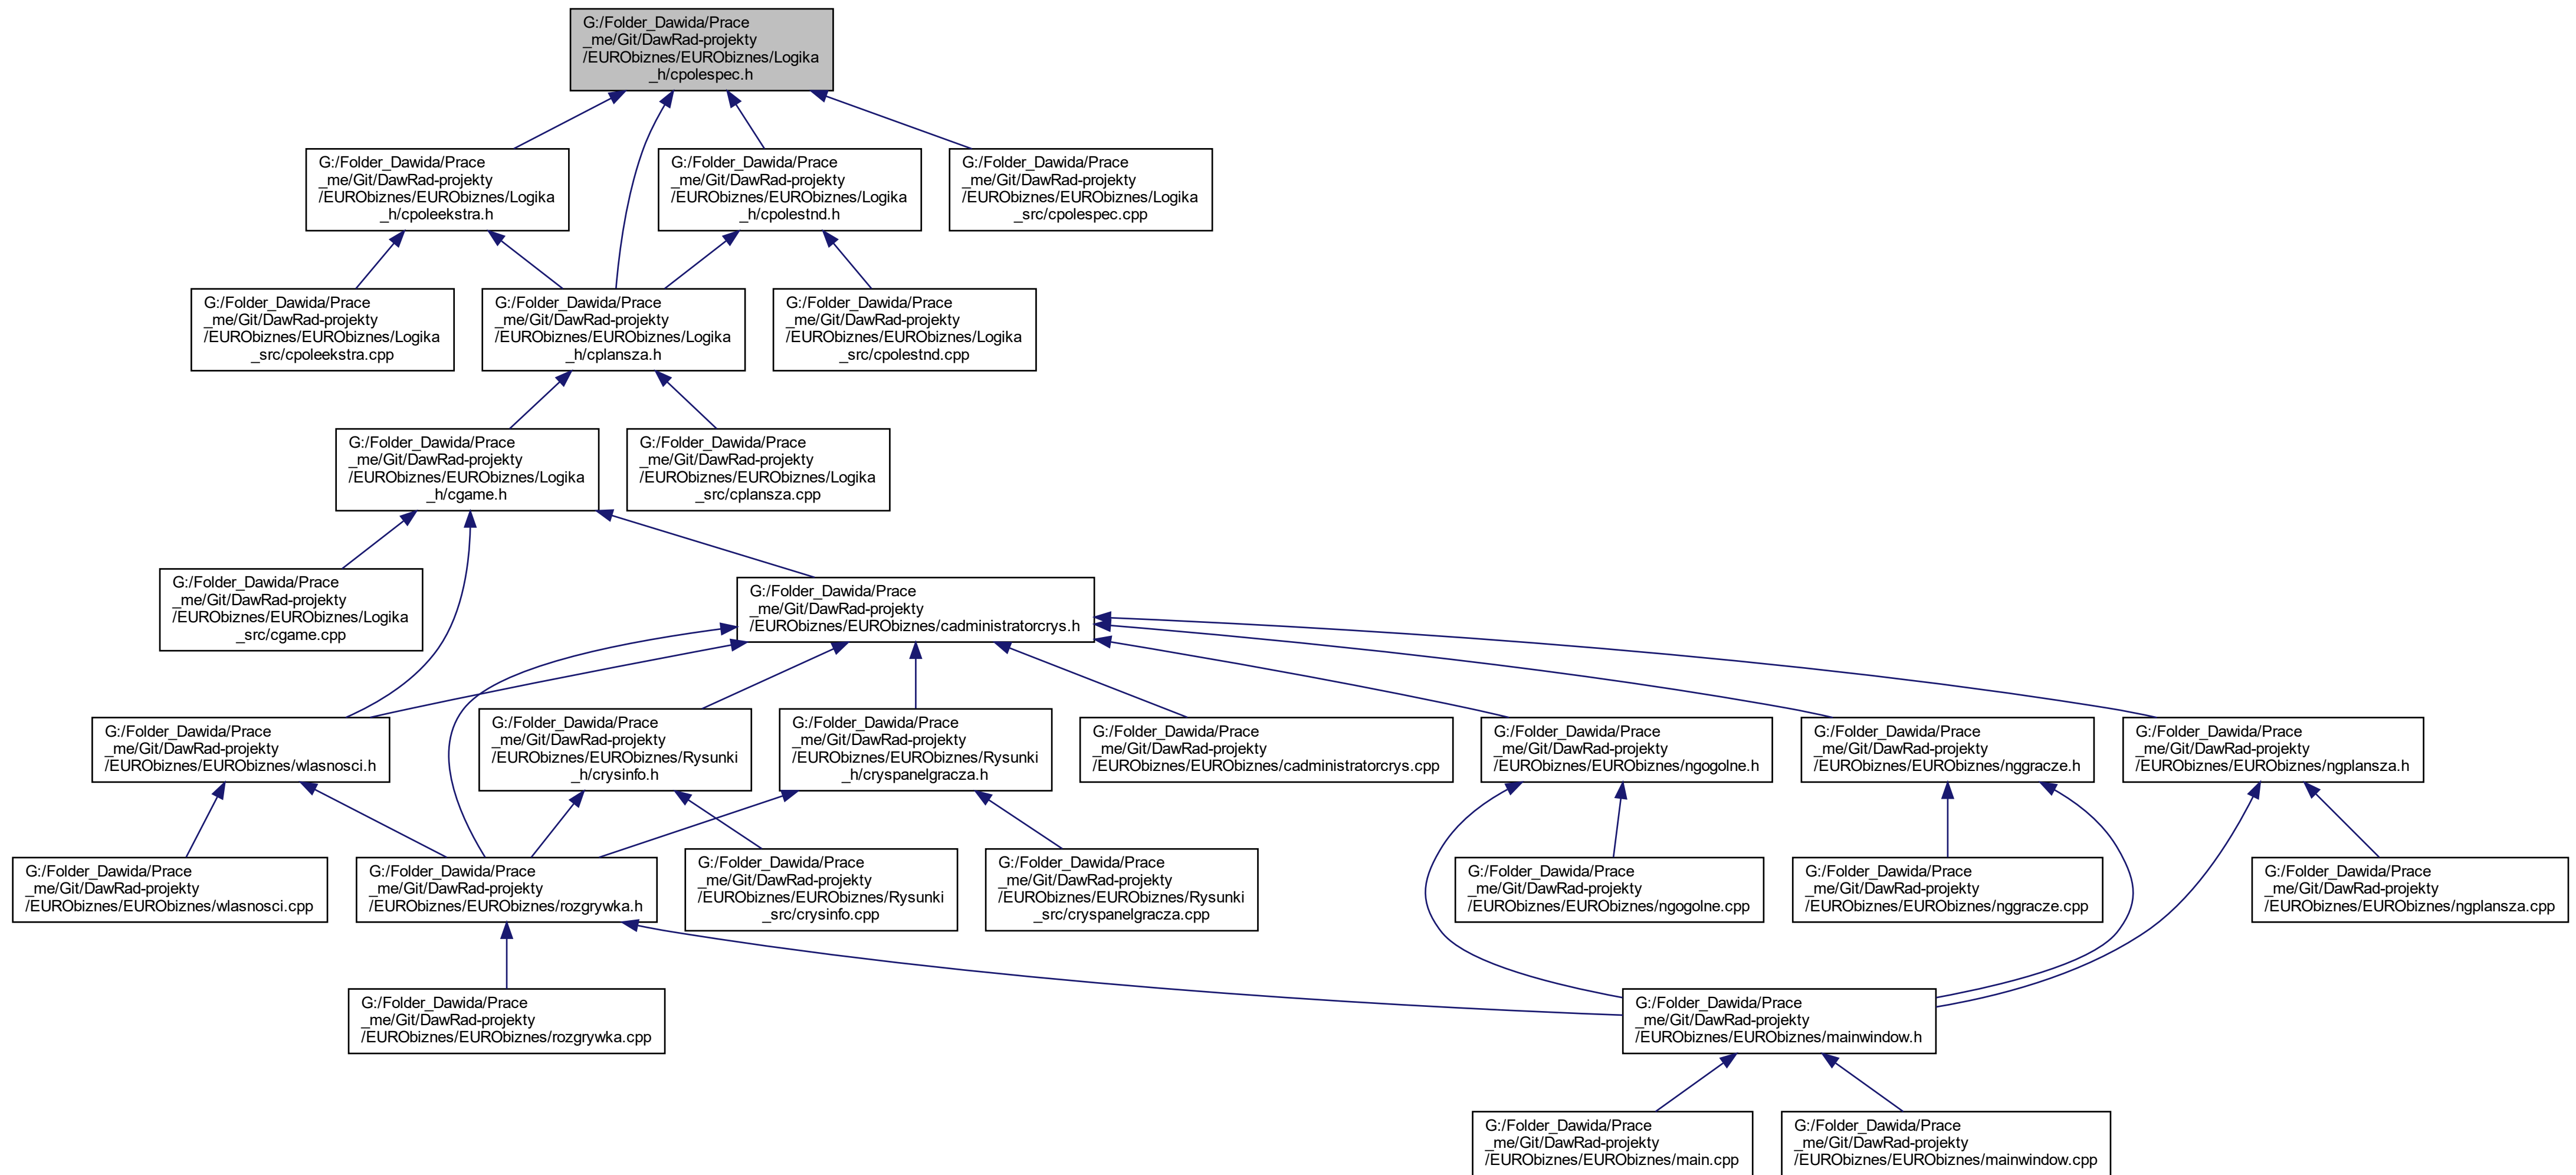 G:/Folder_Dawida/Prace
_me/Git/DawRad-projekty
/EURObiznes/EURObiznes/Logika
_h/cpolespec.h
G:/Folder_Dawida/Prace
_me/Git/DawRad-projekty
/EURObiznes/EURObiznes/Logika
_h/cpoleekstra.h
G:/Folder_Dawida/Prace
_me/Git/DawRad-projekty
/EURObiznes/EURObiznes/Logika
_h/cpolestnd.h
G:/Folder_Dawida/Prace
_me/Git/DawRad-projekty
/EURObiznes/EURObiznes/Logika
_src/cpolespec.cpp
G:/Folder_Dawida/Prace
_me/Git/DawRad-projekty
/EURObiznes/EURObiznes/Logika
_src/cpoleekstra.cpp
G:/Folder_Dawida/Prace
_me/Git/DawRad-projekty
/EURObiznes/EURObiznes/Logika
_h/cplansza.h
G:/Folder_Dawida/Prace
_me/Git/DawRad-projekty
/EURObiznes/EURObiznes/Logika
_src/cpolestnd.cpp
G:/Folder_Dawida/Prace
_me/Git/DawRad-projekty
/EURObiznes/EURObiznes/Logika
_h/cgame.h
G:/Folder_Dawida/Prace
_me/Git/DawRad-projekty
/EURObiznes/EURObiznes/Logika
_src/cplansza.cpp
G:/Folder_Dawida/Prace
_me/Git/DawRad-projekty
/EURObiznes/EURObiznes/Logika
_src/cgame.cpp
G:/Folder_Dawida/Prace
_me/Git/DawRad-projekty
/EURObiznes/EURObiznes/cadministratorcrys.h
G:/Folder_Dawida/Prace
_me/Git/DawRad-projekty
/EURObiznes/EURObiznes/wlasnosci.h
G:/Folder_Dawida/Prace
_me/Git/DawRad-projekty
/EURObiznes/EURObiznes/Rysunki
_h/crysinfo.h
G:/Folder_Dawida/Prace
_me/Git/DawRad-projekty
/EURObiznes/EURObiznes/Rysunki
_h/cryspanelgracza.h
G:/Folder_Dawida/Prace
_me/Git/DawRad-projekty
/EURObiznes/EURObiznes/cadministratorcrys.cpp
G:/Folder_Dawida/Prace
_me/Git/DawRad-projekty
/EURObiznes/EURObiznes/ngogolne.h
G:/Folder_Dawida/Prace
_me/Git/DawRad-projekty
/EURObiznes/EURObiznes/nggracze.h
G:/Folder_Dawida/Prace
_me/Git/DawRad-projekty
/EURObiznes/EURObiznes/ngplansza.h
G:/Folder_Dawida/Prace
_me/Git/DawRad-projekty
/EURObiznes/EURObiznes/wlasnosci.cpp
G:/Folder_Dawida/Prace
_me/Git/DawRad-projekty
/EURObiznes/EURObiznes/rozgrywka.h
G:/Folder_Dawida/Prace
_me/Git/DawRad-projekty
/EURObiznes/EURObiznes/Rysunki
_src/crysinfo.cpp
G:/Folder_Dawida/Prace
_me/Git/DawRad-projekty
/EURObiznes/EURObiznes/Rysunki
_src/cryspanelgracza.cpp
G:/Folder_Dawida/Prace
_me/Git/DawRad-projekty
/EURObiznes/EURObiznes/ngogolne.cpp
G:/Folder_Dawida/Prace
_me/Git/DawRad-projekty
/EURObiznes/EURObiznes/nggracze.cpp
G:/Folder_Dawida/Prace
_me/Git/DawRad-projekty
/EURObiznes/EURObiznes/ngplansza.cpp
G:/Folder_Dawida/Prace
_me/Git/DawRad-projekty
/EURObiznes/EURObiznes/rozgrywka.cpp
G:/Folder_Dawida/Prace
_me/Git/DawRad-projekty
/EURObiznes/EURObiznes/mainwindow.h
G:/Folder_Dawida/Prace
_me/Git/DawRad-projekty
/EURObiznes/EURObiznes/main.cpp
G:/Folder_Dawida/Prace
_me/Git/DawRad-projekty
/EURObiznes/EURObiznes/mainwindow.cpp